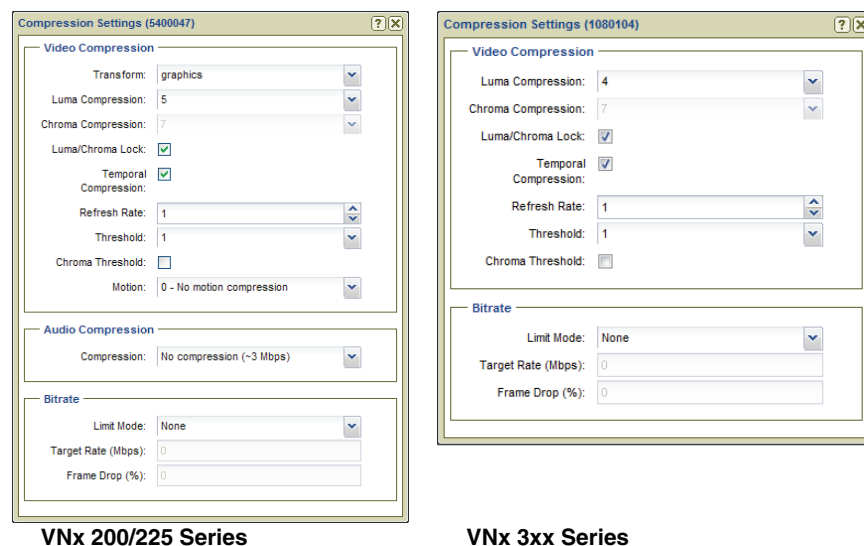 Compression Settings (5400047)
Video Compression
Transform: graphics
Luma Compression: 5
Chroma Compression: 7
Luma/Chroma Lock:
Temporal
Compression:
Refresh Rate: 1
Threshold: 1
Chroma Threshold:
Motion: 0 - No motion compression
Audio Compression
Compression: No compression (~3 Mbps)
Bitrate
Limit Mode: None
Target Rate (Mbps): 0
Frame Drop (%): 0
VNx 200/225 Series
Compression Settings (1080104)
Video Compression
Luma Compression: 4
Chroma Compression: 7
Luma/Chroma Lock:
Temporal
Compression:
Refresh Rate: 1
Threshold: 1
Chroma Threshold:
Bitrate
Limit Mode: None
Target Rate (Mbps): 0
Frame Drop (%): 0
VNx 3xx Series